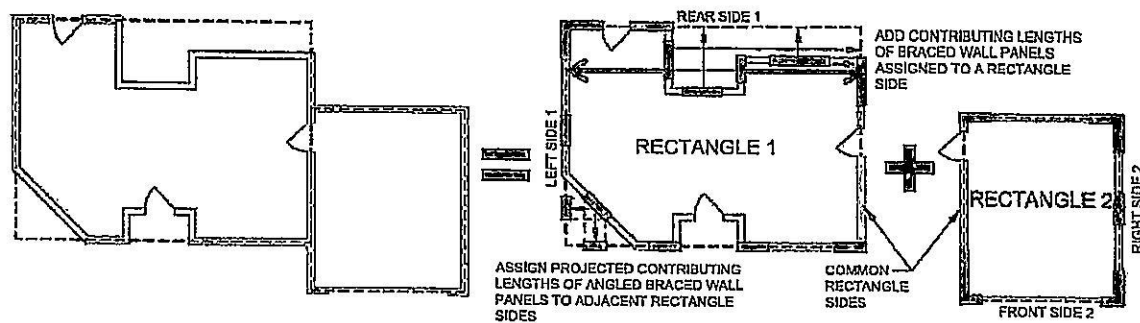 REAR SIDE 1
ADD CONTRIBUTING LENGTHS
OF BRACED WALL PANELS
ASSIGNED TO A RECTANGLE
SIDE
LEFT SIDE 1
RECTANGLE 1
RECTANGLE 2
RIGHT SIDE 2
ASSIGN PROJECTED CONTRIBUTING
LENGTHS OF ANGLED BRACED WALL
PANELS TO ADJACENT RECTANGLE
SIDES
COMMON
RECTANGLE
SIDES
FRONT SIDE 2